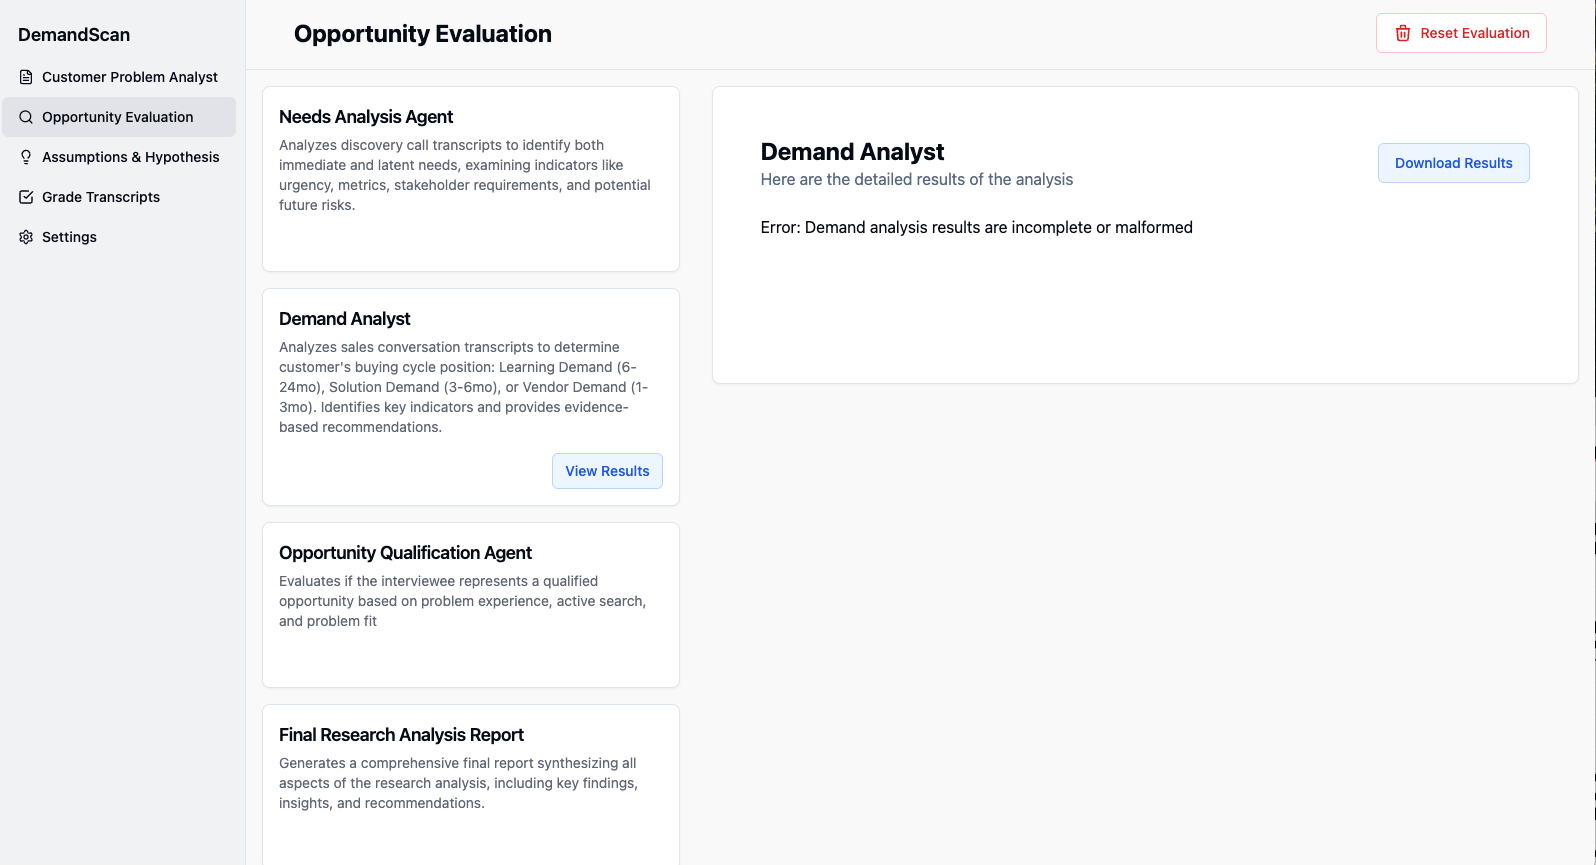 DemandScan
Customer Problem Analyst
Opportunity Evaluation
Assumptions & Hypothesis
Grade Transcripts
Settings
Opportunity Evaluation
Reset Evaluation
Needs Analysis Agent
Analyzes discovery call transcripts to identify both
immediate and latent needs, examining indicators like
urgency, metrics, stakeholder requirements, and potential
future risks.
Demand Analyst
Analyzes sales conversation transcripts to determine
customer's buying cycle position: Learning Demand (6-
24mo), Solution Demand (3-6mo), or Vendor Demand (1-
3mo). Identifies key indicators and provides evidence-
based recommendations.
View Results
Opportunity Qualification Agent
Evaluates if the interviewee represents a qualified
opportunity based on problem experience, active search,
and problem fit
Final Research Analysis Report
Generates a comprehensive final report synthesizing all
aspects of the research analysis, including key findings,
insights, and recommendations.
Demand Analyst
Here are the detailed results of the analysis
Download Results
Error: Demand analysis results are incomplete or malformed